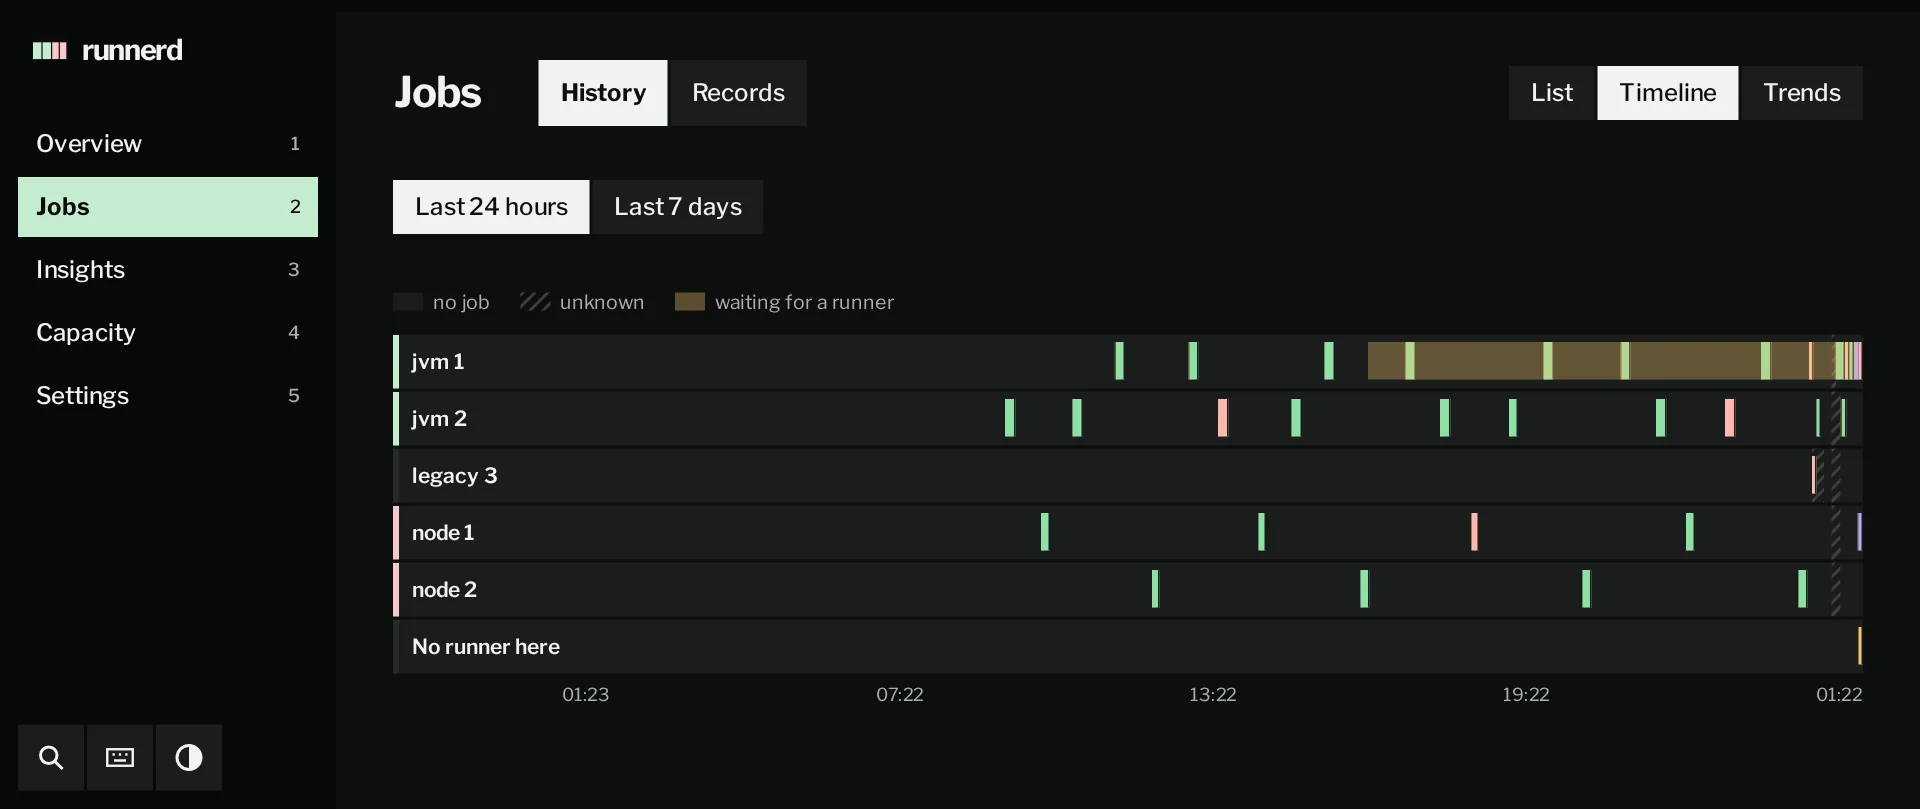 runnerd
Overview 1
Jobs 2
Insights 3
Capacity 4
Settings 5
Jobs
History
Records
List
Timeline
Trends
Last 24 hours
Last 7 days
no job
unknown
waiting for a runner
jvm 1
jvm 2
legacy 3
node 1
node 2
No runner here
01:23 07:22 13:22 19:22 01:22